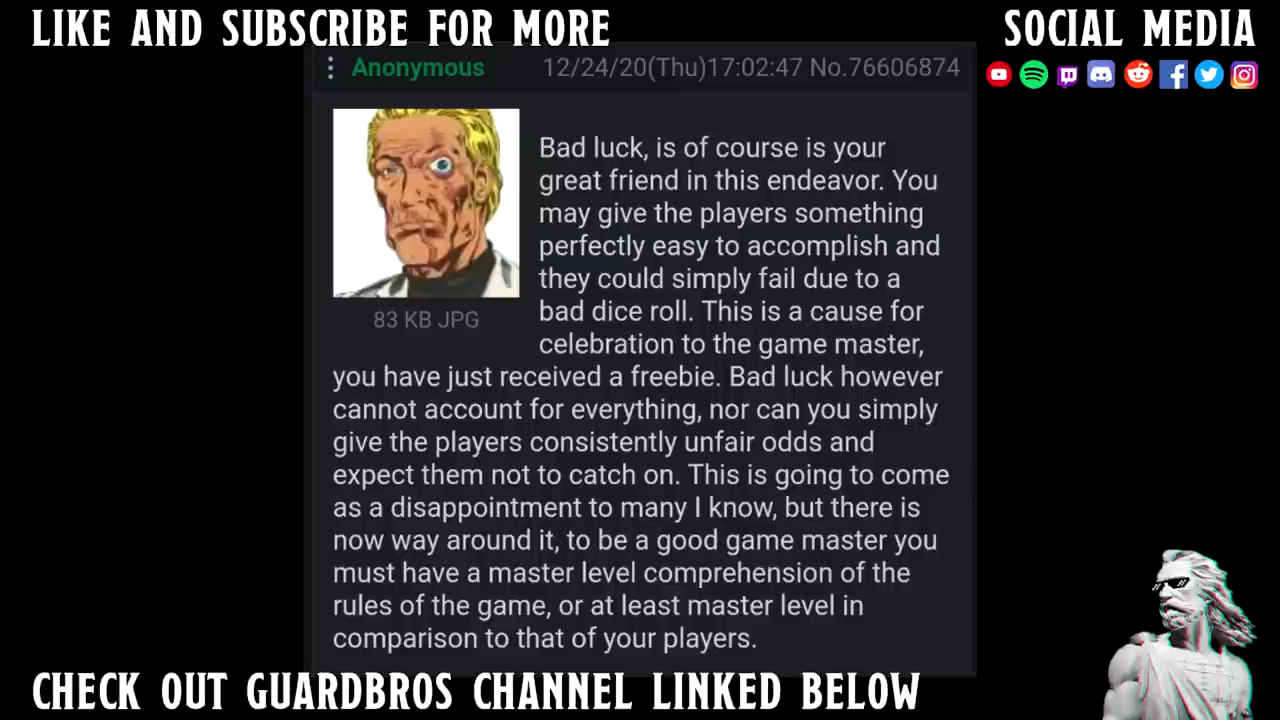 LIKE AND SUBSCRIBE FOR MORE
SOCIAL MEDIA
Anonymous 12/24/20(Thu)17:02:47 No.76606874
83 KB JPG
Bad luck, is of course is your
great friend in this endeavor. You
may give the players something
perfectly easy to accomplish and
they could simply fail due to a
bad dice roll. This is a cause for
celebration to the game master,
you have just received a freebie. Bad luck however
cannot account for everything, nor can you simply
give the players consistently unfair odds and
expect them not to catch on. This is going to come
as a disappointment to many I know, but there is
now way around it, to be a good game master you
must have a master level comprehension of the
rules of the game, or at least master level in
comparison to that of your players.
CHECK OUT GUARDBROS CHANNEL LINKED BELOW